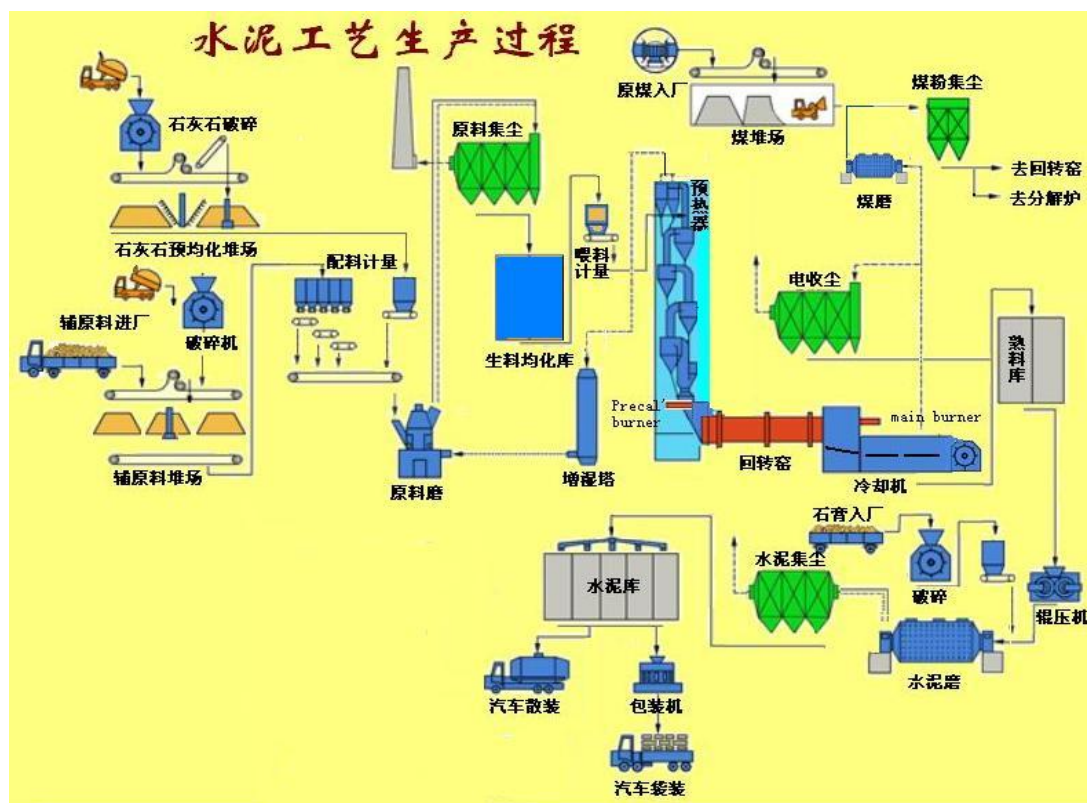 水泥工艺生产过程
原煤入厂
煤堆场
煤粉集尘
石灰石破碎
原料集尘
去回转窑
去分解炉
煤磨
预热器
石灰石预均化堆场
配料计量
喂料
计量
电收尘
辅原料进厂
破碎机
生料均化库
熟料库
Precal'
burner
main burner
回转窑
辅原料堆场
原料磨
增湿塔
冷却机
石膏入厂
水泥库
水泥集尘
破碎
辊压机
水泥磨
汽车散装
包装机
汽车袋装